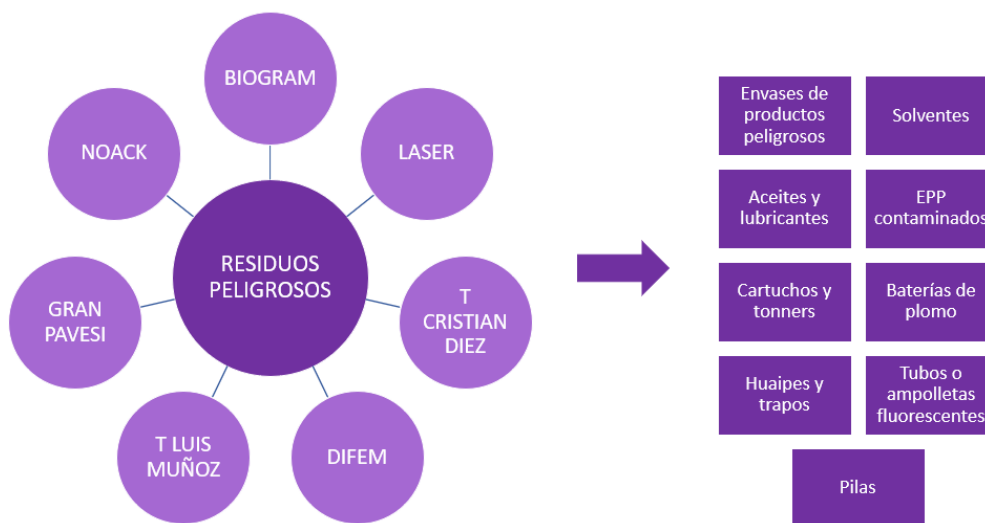 BIOGRAM
LASER
T
CRISTIAN
DIEZ
DIFEM
T LUIS
MUÑOZ
GRAN
PAVESI
NOACK
RESIDUOS
PELIGROSOS
Envases de
productos
peligrosos
Solventes
Aceites y
lubricantes
EPP
contaminados
Cartuchos y
tonners
Baterías de
plomo
Huaipes y
trapos
Tubos o
ampolletas
fluorescentes
Pilas